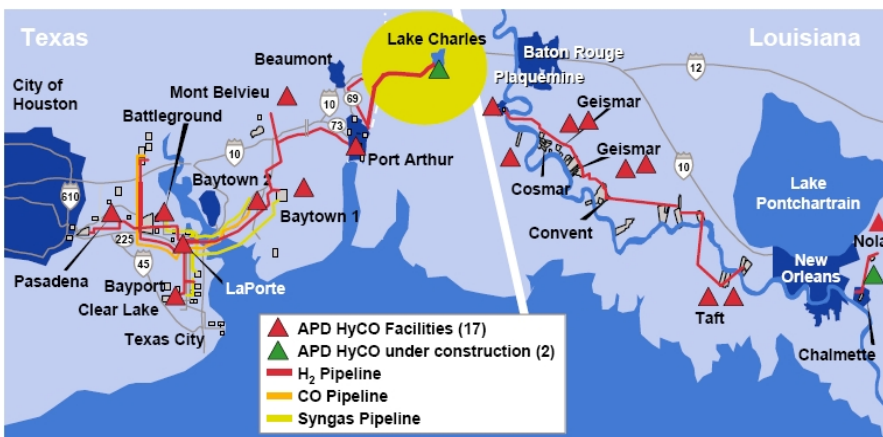 Texas
Louisiana
Lake Charles
Baton Rouge
Plaquemine
12
Beaumont
City of
Houston
Mont Belvieu
Battleground
10
69
73
Port Arthur
Geismar
Geismar
10
10
Baytown 2
Baytown 1
Cosmar
Lake
Pontchartrain
610
Convent
225
45
Pasadena
LaPorte
Bayport
Clear Lake
Texas City
New
Orleans
Nola
Taft
Chalmette
APD HyCO Facilities (17)
APD HyCO under construction (2)
H₂ Pipeline
CO Pipeline
Syngas Pipeline